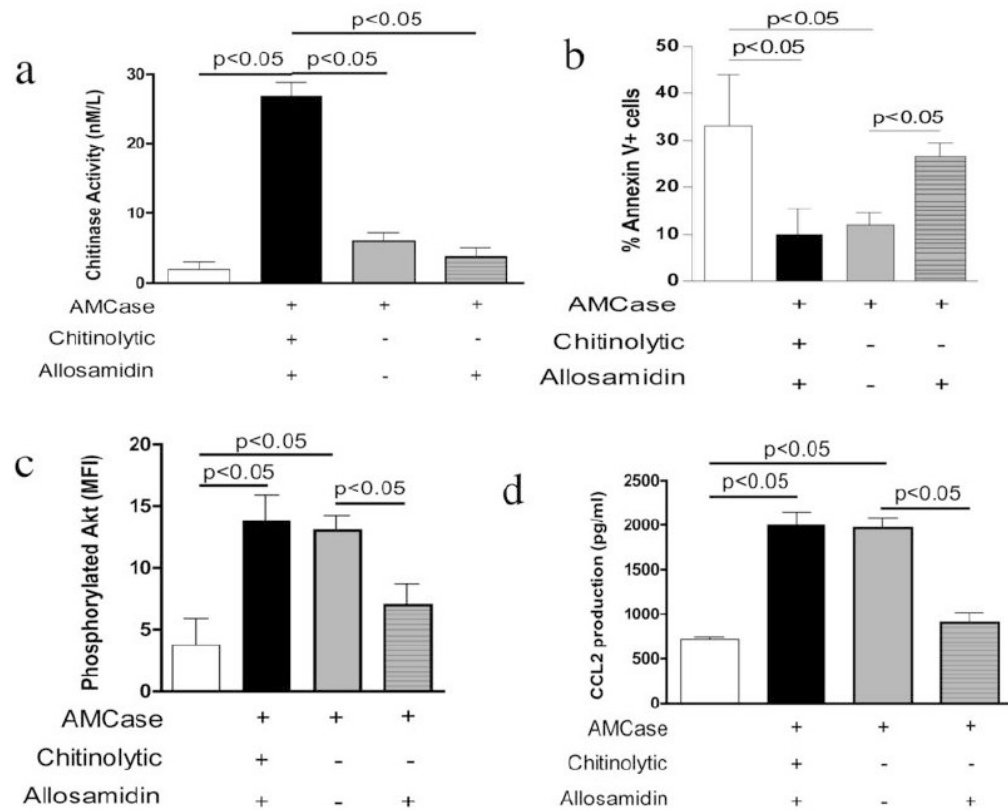 a
p<0.05
p<0.05 p<0.05
Chitinase Activity (nM/L)
30
20
10
0
AMCase + + +
Chitinolytic + - -
Allosamidin + - +
b
p<0.05
p<0.05
p<0.05
% Annexin V+ cells
50
40
30
20
10
0
AMCase + + +
Chitinolytic + - -
Allosamidin + - +
c
p<0.05
p<0.05 p<0.05
Phosphorylated Akt (MFI)
20
15
10
5
0
AMCase + + +
Chitinolytic + - -
Allosamidin + - +
d
p<0.05
p<0.05 p<0.05
CCL2 production (pg/ml)
2500
2000
1500
1000
500
0
AMCase + + +
Chitinolytic + - -
Allosamidin + - +